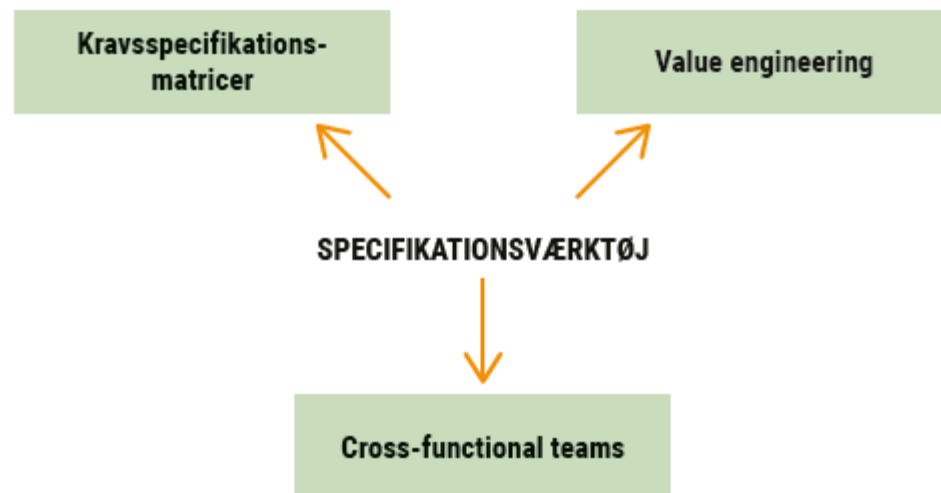 Kravsspecifikations-
matricer
Value engineering
SPECIFIKATIONSVÆRKTØJ
Cross-functional teams